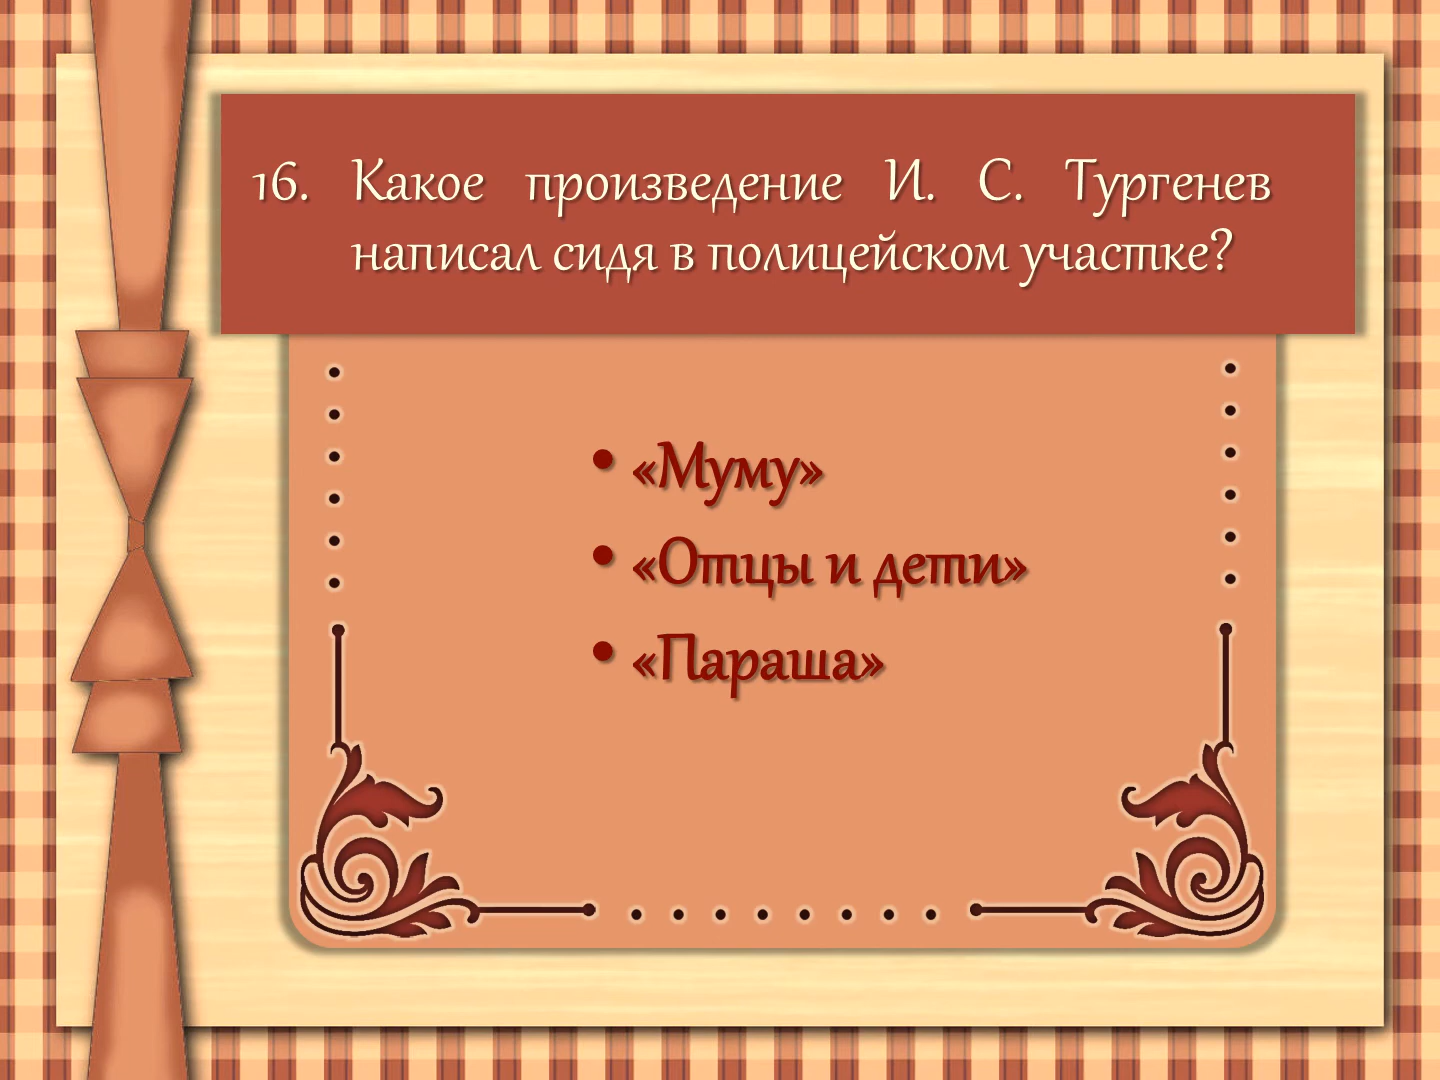 16. Какое произведение И. С. Тургенев
написал сидя в полицейском участке?
• «Муму»
• «Отцы и дети»
• «Параша»